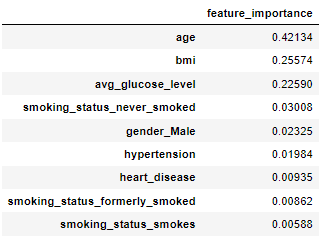 feature_importance
age 0.42134
bmi 0.25574
avg_glucose_level 0.22590
smoking_status_never_smoked 0.03008
gender_Male 0.02325
hypertension 0.01984
heart_disease 0.00935
smoking_status_formerly_smoked 0.00862
smoking_status_smokes 0.00588